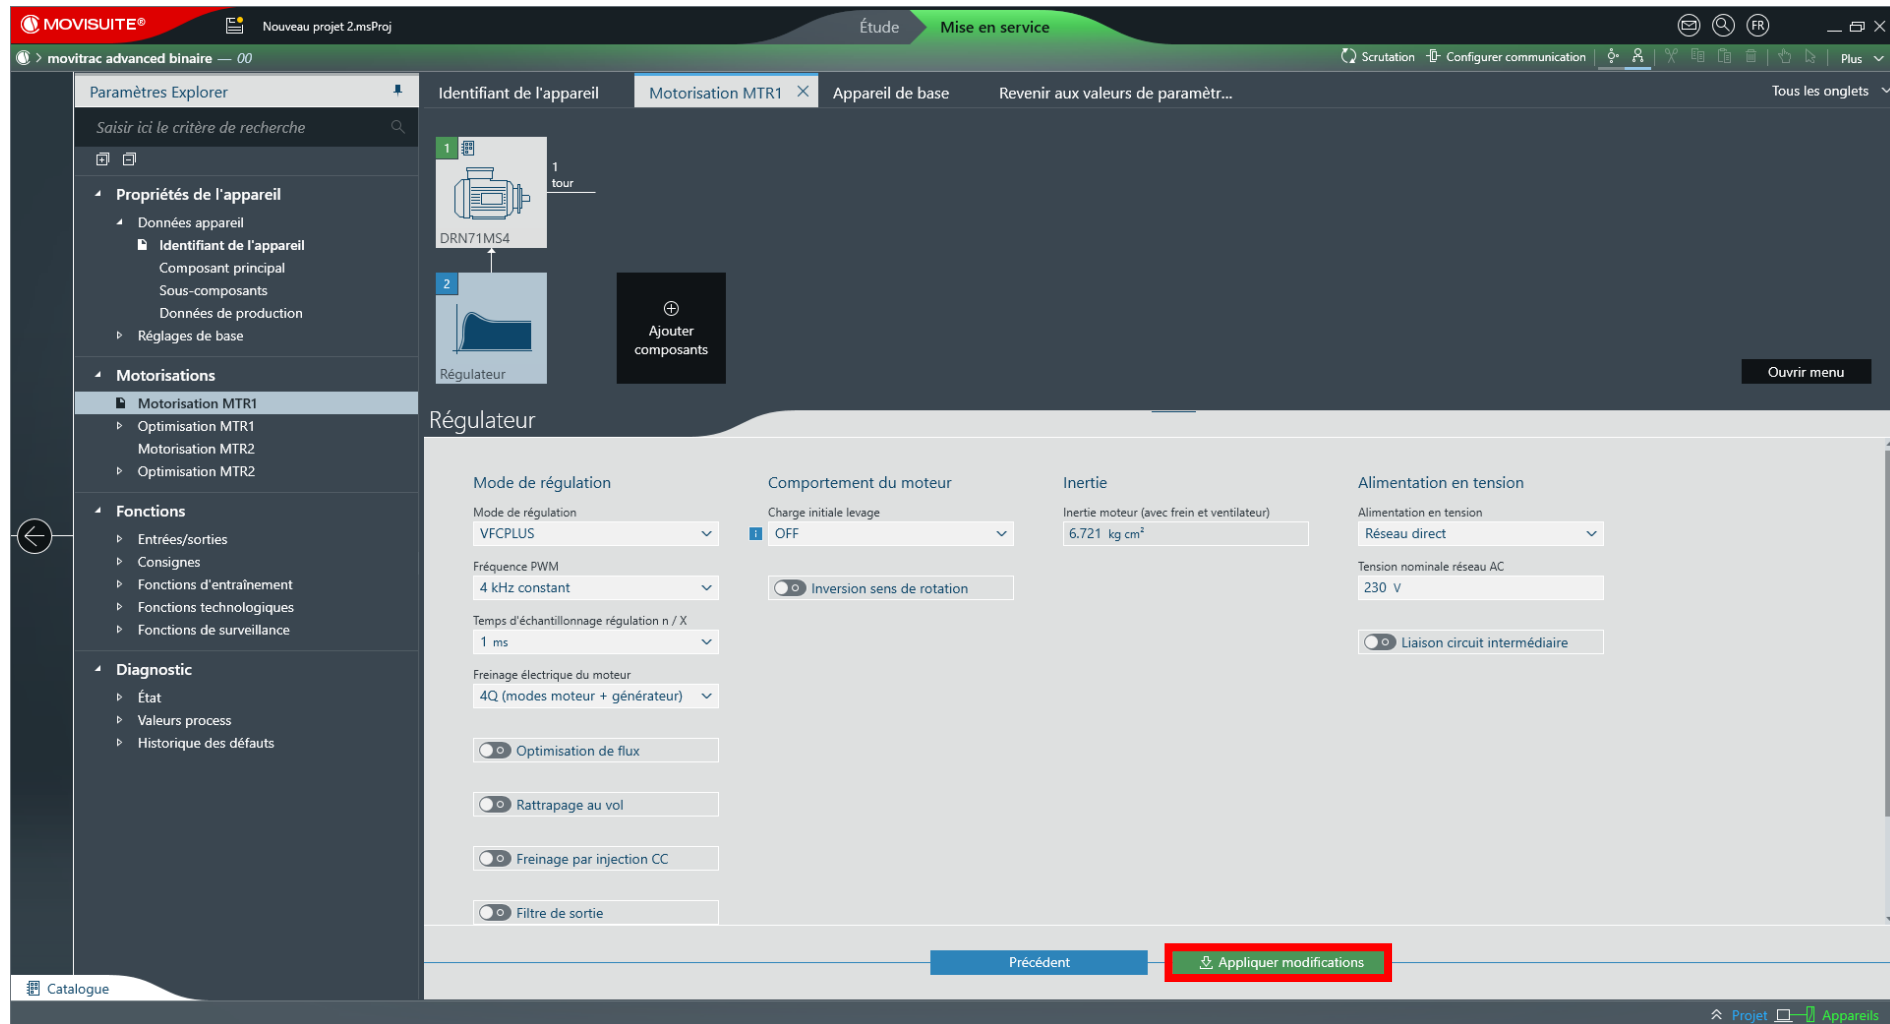 MOVISUITE®
Nouveau projet 2.msProj
Étude
Mise en service
FR
> movitrac advanced binaire — 00
Scrutation
Configurer communication
Plus
Paramètres Explorer
Identifiant de l'appareil
Motorisation MTR1
Appareil de base
Revenir aux valeurs de paramètr...
Tous les onglets
Saisir ici le critère de recherche
Propriétés de l'appareil
Données appareil
Identifiant de l'appareil
Composant principal
Sous-composants
Données de production
Réglages de base
Motorisations
Motorisation MTR1
Optimisation MTR1
Motorisation MTR2
Optimisation MTR2
Fonctions
Entrées/sorties
Consignes
Fonctions d'entraînement
Fonctions technologiques
Fonctions de surveillance
Diagnostic
État
Valeurs process
Historique des défauts
Catalogue
1
1
tour
DRN71MS4
2
Régulateur
Ajouter
composants
Ouvrir menu
Régulateur
Mode de régulation
Mode de régulation
VFCPLUS
Fréquence PWM
4 kHz constant
Temps d'échantillonnage régulation n / X
1 ms
Freinage électrique du moteur
4Q (modes moteur + générateur)
Optimisation de flux
Rattrapage au vol
Freinage par injection CC
Filtre de sortie
Comportement du moteur
Charge initiale levage
i
OFF
Inversion sens de rotation
Inertie
Inertie moteur (avec frein et ventilateur)
6.721 kg cm²
Alimentation en tension
Alimentation en tension
Réseau direct
Tension nominale réseau AC
230 V
Liaison circuit intermédiaire
Précédent
Appliquer modifications
Projet
Appareils